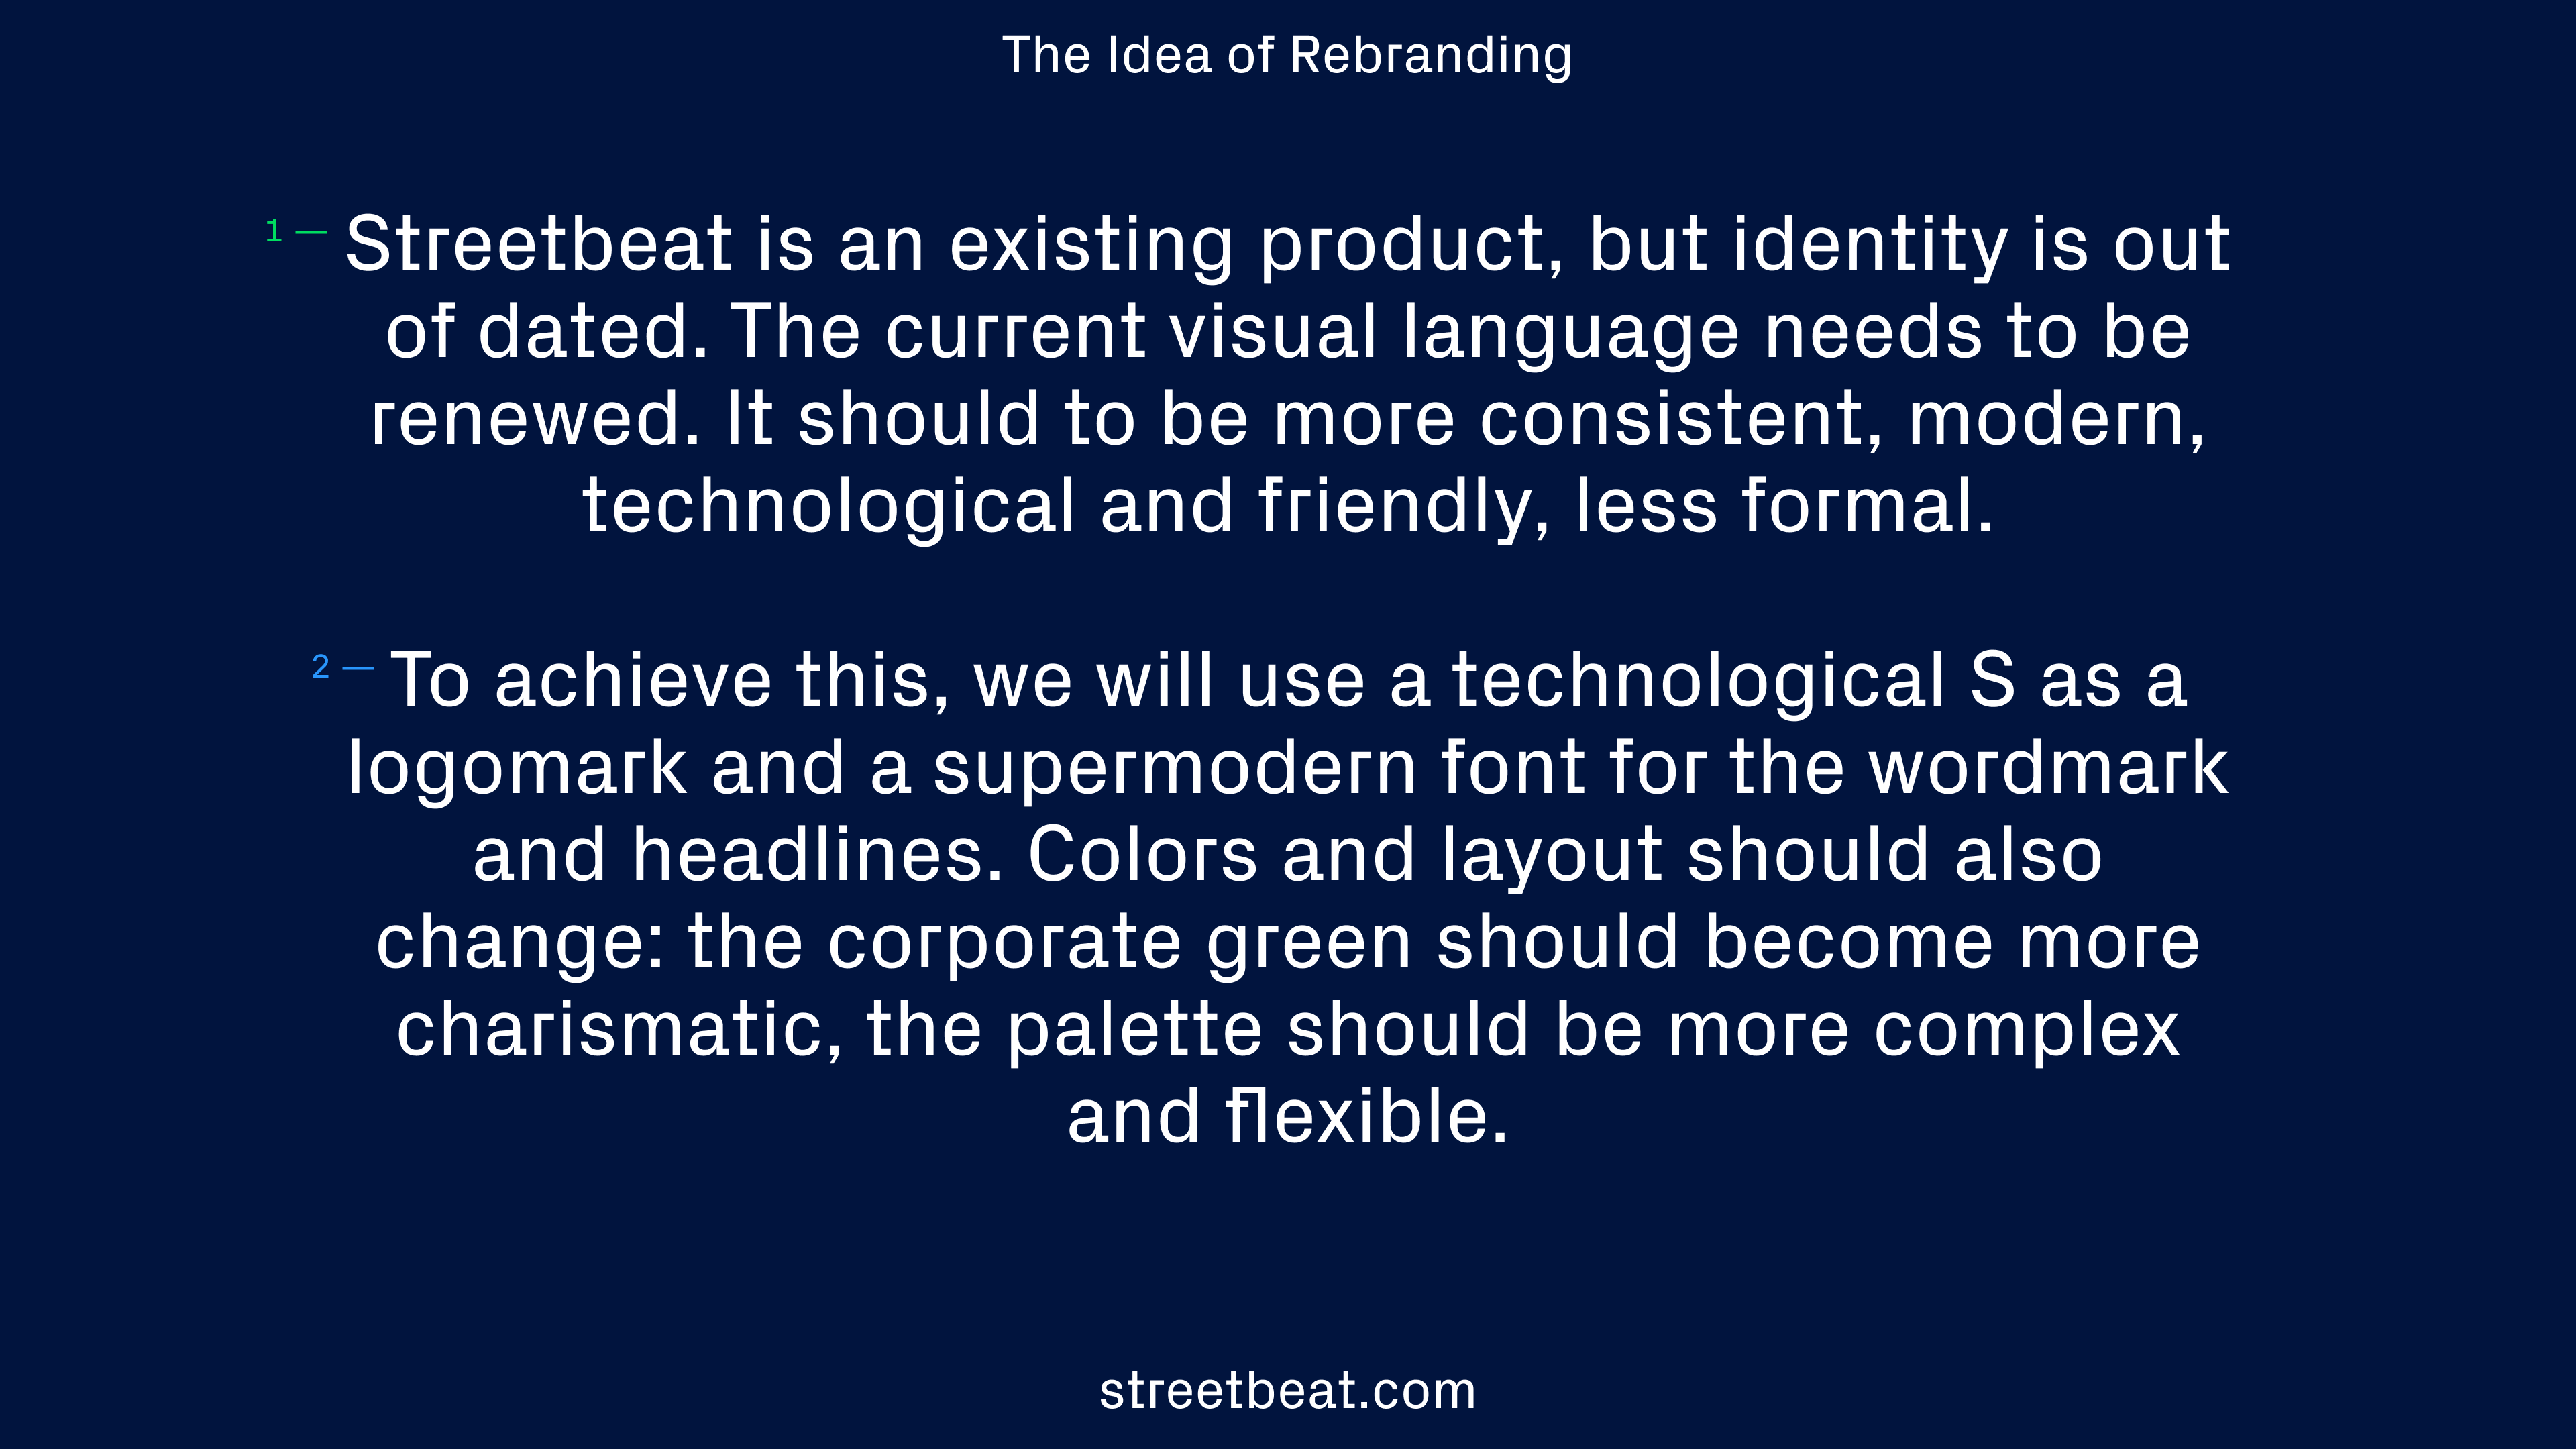 The Idea of Rebranding
1 — Streetbeat is an existing product, but identity is out
of dated. The current visual language needs to be
renewed. It should to be more consistent, modern,
technological and friendly, less formal.
2 — To achieve this, we will use a technological S as a
logomark and a supermodern font for the wordmark
and headlines. Colors and layout should also
change: the corporate green should become more
charismatic, the palette should be more complex
and flexible.
streetbeat.com